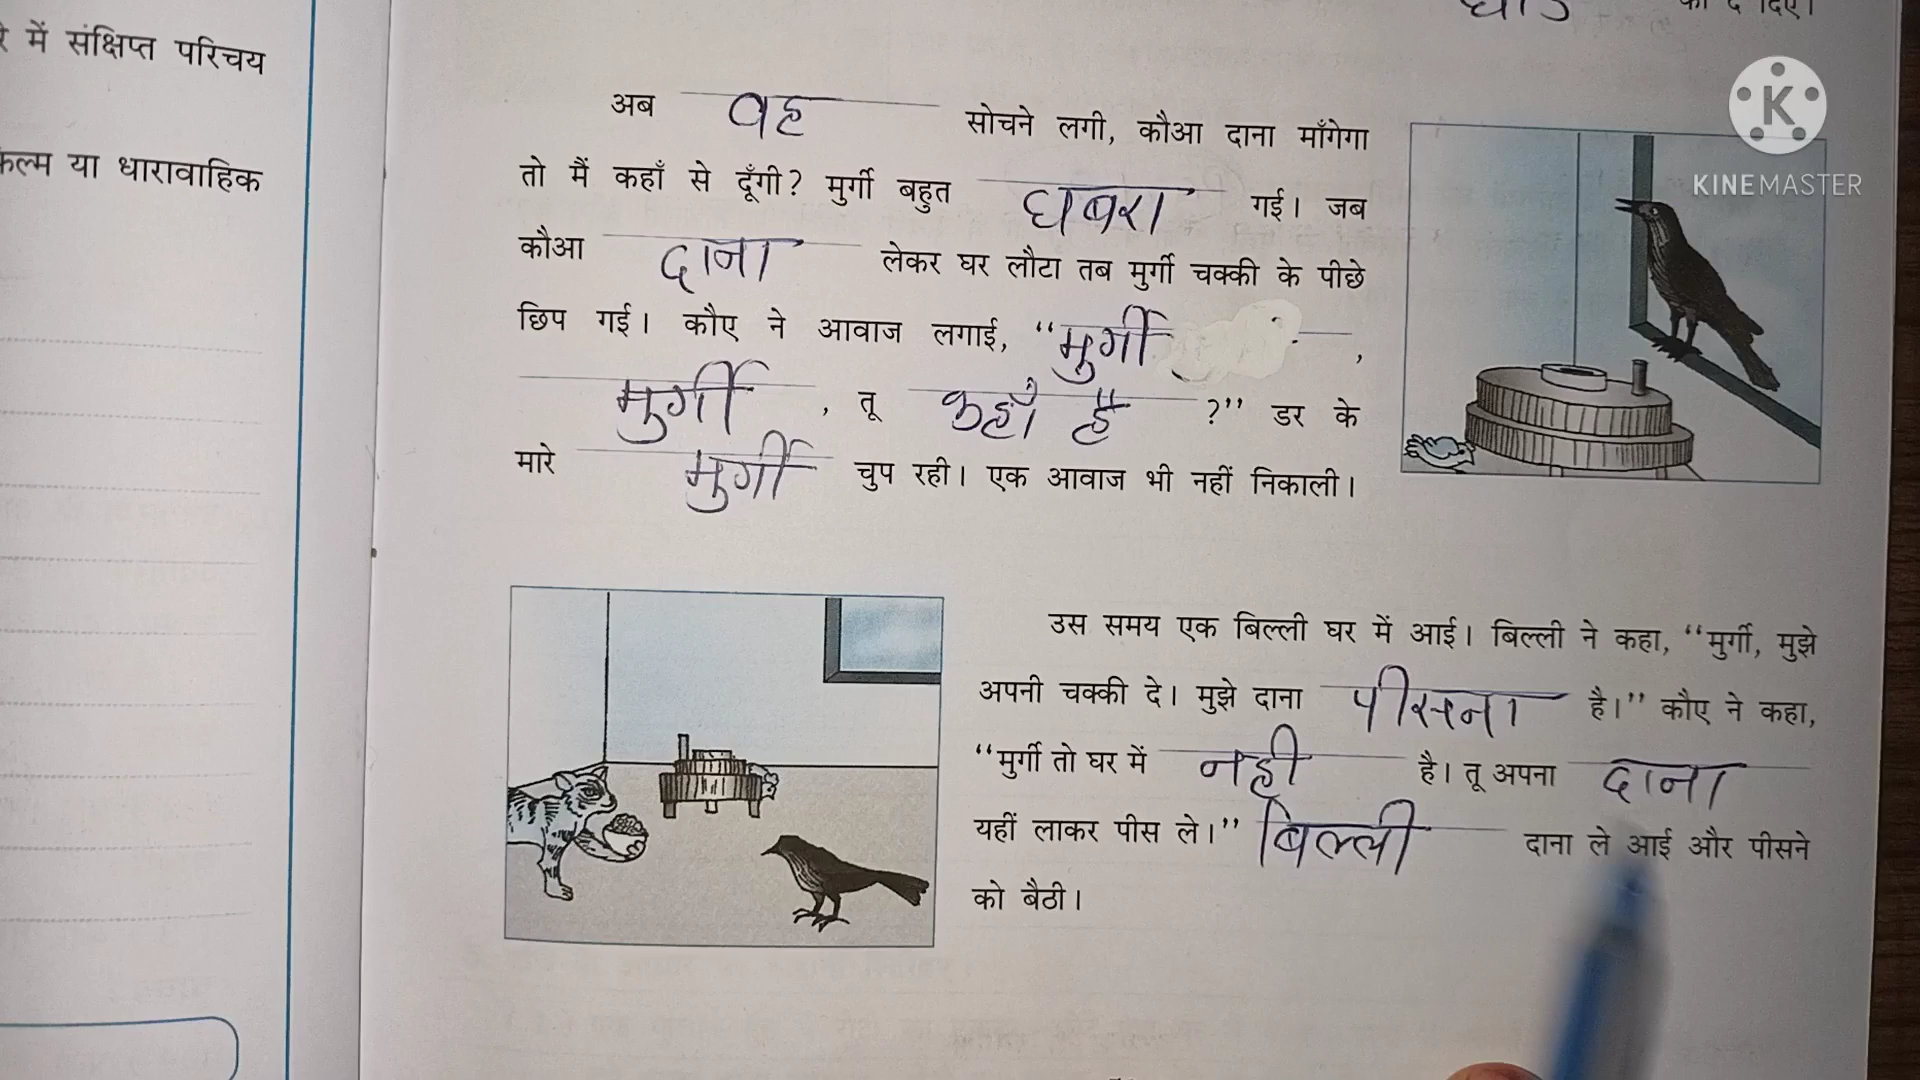 रे में संक्षिप्त परिचय
फिल्म या धारावाहिक
को दे दिए।
KINEMASTER
अब वह सोचने लगी, कौआ दाना माँगेगा
तो मैं कहाँ से दूँगी? मुर्गी बहुत घबरा गई। जब
कौआ दाना लेकर घर लौटा तब मुर्गी चक्की के पीछे
छिप गई। कौए ने आवाज लगाई, “मुर्गी ,
मुर्गी , तू कहाँ है ?” डर के
मारे मुर्गी चुप रही। एक आवाज भी नहीं निकाली।
उस समय एक बिल्ली घर में आई। बिल्ली ने कहा, “मुर्गी, मुझे
अपनी चक्की दे। मुझे दाना पीसना है।” कौए ने कहा,
“मुर्गी तो घर में नही है। तू अपना दाना
यहीं लाकर पीस ले।” बिल्ली दाना ले आई और पीसने
को बैठी।